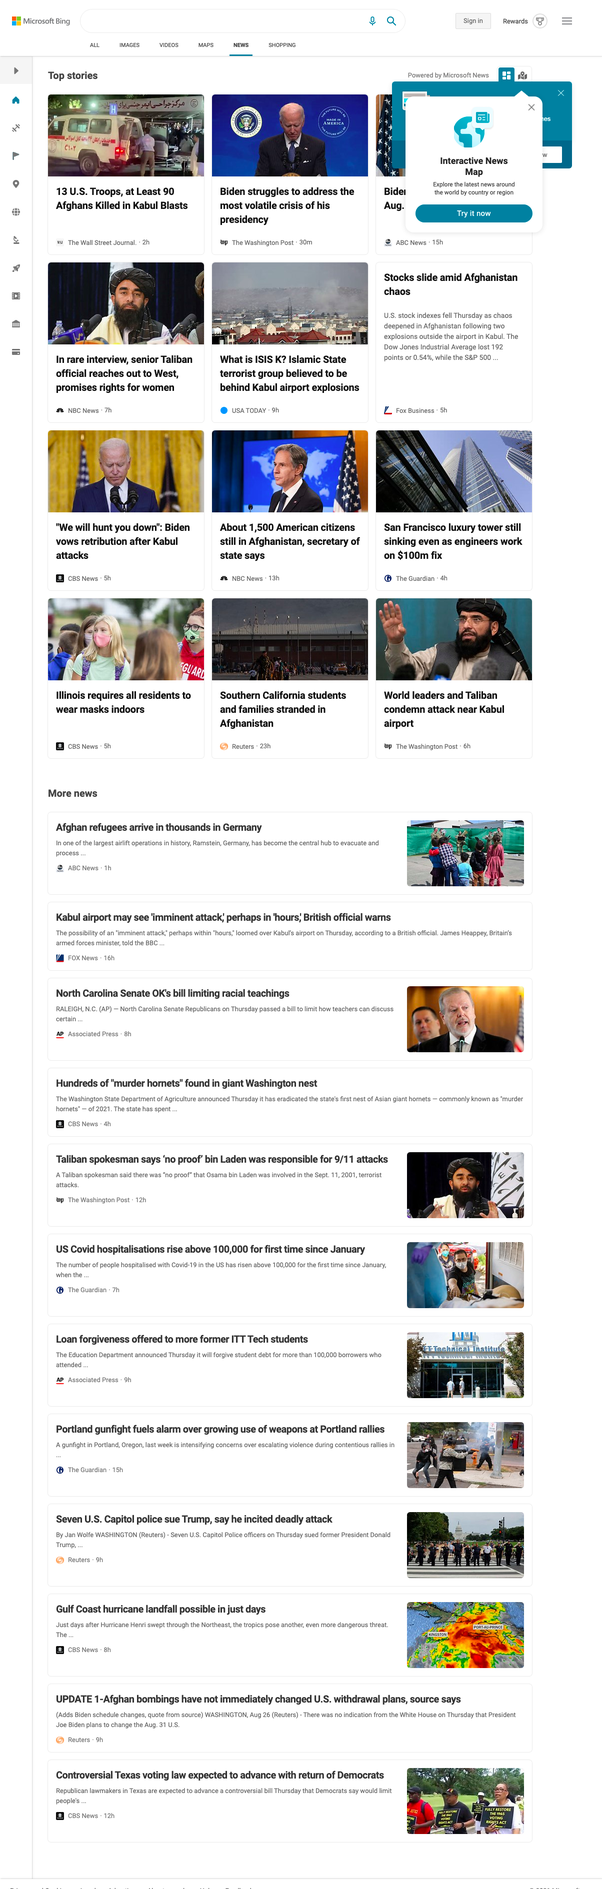 Microsoft Bing
Sign in
Rewards
ALL
IMAGES
VIDEOS
MAPS
NEWS
SHOPPING
Top stories
Powered by Microsoft News
Interactive News
Map
Explore the latest news around
the world by country or region
Try it now
13 U.S. Troops, at Least 90
Afghans Killed in Kabul Blasts
The Wall Street Journal. · 2h
Biden struggles to address the
most volatile crisis of his
presidency
The Washington Post · 30m
Aug.
ABC News · 15h
In rare interview, senior Taliban
official reaches out to West,
promises rights for women
NBC News · 7h
What is ISIS K? Islamic State
terrorist group believed to be
behind Kabul airport explosions
USA TODAY · 9h
Stocks slide amid Afghanistan
chaos
U.S. stock indexes fell Thursday as chaos
deepened in Afghanistan following two
explosions outside the airport in Kabul. The
Dow Jones Industrial Average lost 192
points or 0.54%, while the S&P 500 ...
Fox Business · 5h
"We will hunt you down": Biden
vows retribution after Kabul
attacks
CBS News · 5h
About 1,500 American citizens
still in Afghanistan, secretary of
state says
NBC News · 13h
San Francisco luxury tower still
sinking even as engineers work
on $100m fix
The Guardian · 4h
Illinois requires all residents to
wear masks indoors
CBS News · 5h
Southern California students
and families stranded in
Afghanistan
Reuters · 23h
World leaders and Taliban
condemn attack near Kabul
airport
The Washington Post · 6h
More news
Afghan refugees arrive in thousands in Germany
In one of the largest airlift operations in history, Ramstein, Germany, has become the central hub to evacuate and
process ...
ABC News · 1h
Kabul airport may see 'imminent attack,' perhaps in 'hours,' British official warns
The possibility of an "imminent attack," perhaps within "hours," loomed over Kabul's airport on Thursday, according to a British official. James Heappey, Britain's
armed forces minister, told the BBC ...
FOX News · 16h
North Carolina Senate OK's bill limiting racial teachings
RALEIGH, N.C. (AP) — North Carolina Senate Republicans on Thursday passed a bill to limit how teachers can discuss
certain ...
AP Associated Press · 8h
Hundreds of "murder hornets" found in giant Washington nest
The Washington State Department of Agriculture announced Thursday it has eradicated the state's first nest of Asian giant hornets — commonly known as "murder
hornets" — of 2021. The state has spent ...
CBS News · 4h
Taliban spokesman says 'no proof' bin Laden was responsible for 9/11 attacks
A Taliban spokesman said there was "no proof" that Osama bin Laden was involved in the Sept. 11, 2001, terrorist
attacks.
The Washington Post · 12h
US Covid hospitalisations rise above 100,000 for first time since January
The number of people hospitalised with Covid-19 in the US has risen above 100,000 for the first time since January,
when the ...
The Guardian · 7h
Loan forgiveness offered to more former ITT Tech students
The Education Department announced Thursday it will forgive student debt for more than 100,000 borrowers who
attended ...
AP Associated Press · 9h
Portland gunfight fuels alarm over growing use of weapons at Portland rallies
A gunfight in Portland, Oregon, last week is intensifying concerns over escalating violence during contentious rallies in
...
The Guardian · 15h
Seven U.S. Capitol police sue Trump, say he incited deadly attack
By Jan Wolfe WASHINGTON (Reuters) - Seven U.S. Capitol Police officers on Thursday sued former President Donald
Trump, ...
Reuters · 9h
Gulf Coast hurricane landfall possible in just days
Just days after Hurricane Henri swept through the Northeast, the tropics pose another, even more dangerous threat.
The ...
CBS News · 8h
KINGSTON
PORT-AU-PRINCE
UPDATE 1-Afghan bombings have not immediately changed U.S. withdrawal plans, source says
(Adds Biden schedule changes, quote from source) WASHINGTON, Aug 26 (Reuters) - There was no indication from the White House on Thursday that President
Joe Biden plans to change the Aug. 31 U.S.
Reuters · 9h
Controversial Texas voting law expected to advance with return of Democrats
Republican lawmakers in Texas are expected to advance a controversial bill Thursday that Democrats say would limit
people's ...
CBS News · 12h